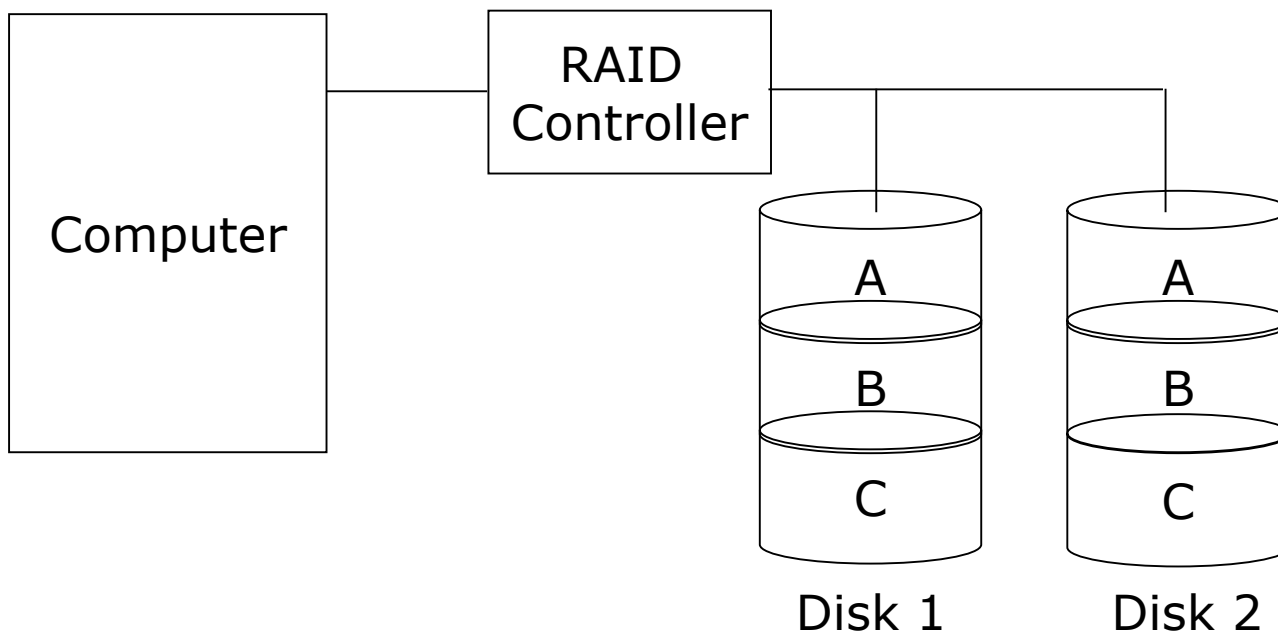 RAID
Controller
Computer
A
B
C
Disk 1
A
B
C
Disk 2